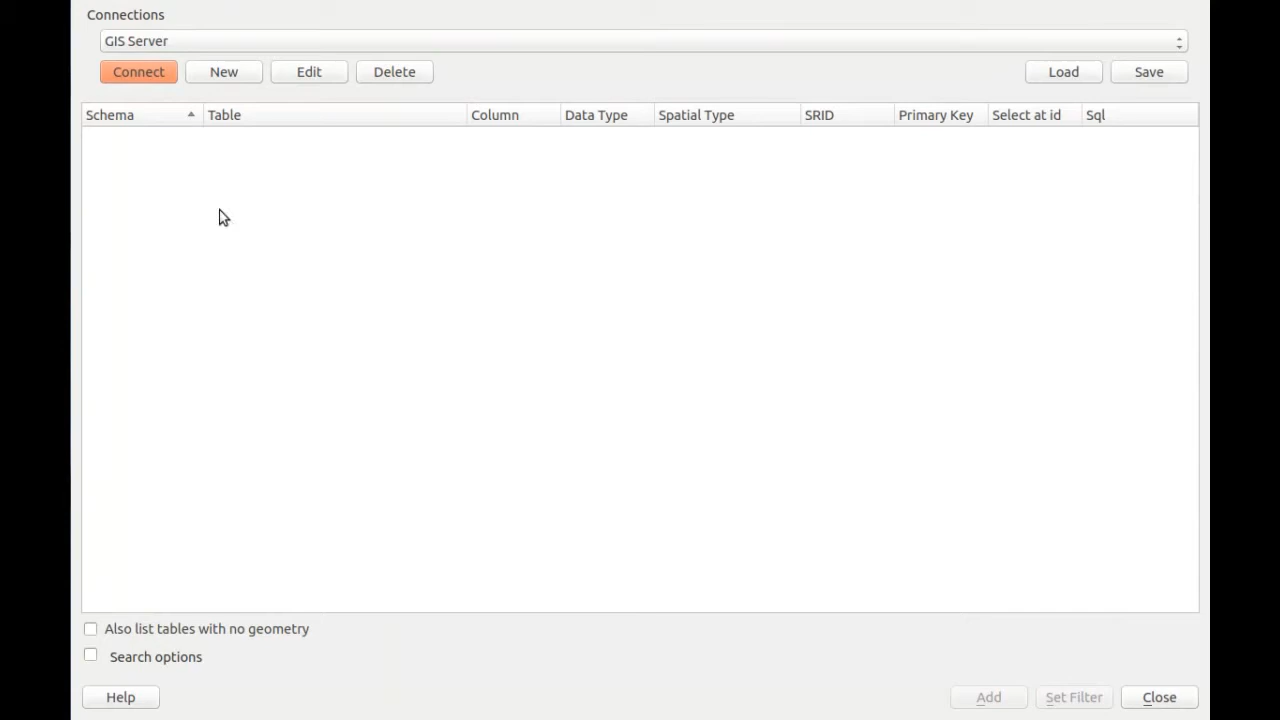 Connections
GIS Server
Connect New Edit Delete Load Save
Schema Table Column Data Type Spatial Type SRID Primary Key Select at id Sql
Also list tables with no geometry
Search options
Help Add Set Filter Close